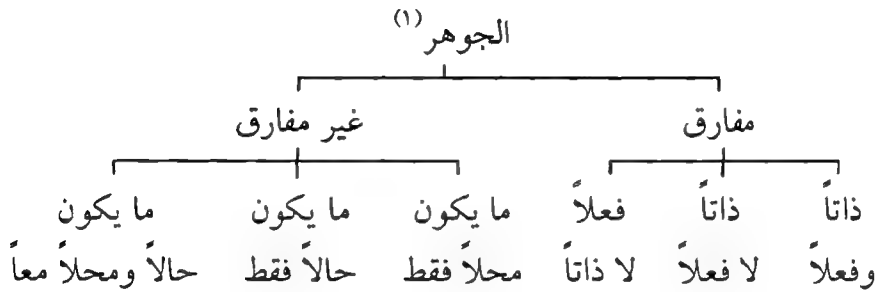 الجوهر(١)
مفارق غير مفارق
ذاتاً ذاتاً فعلاً ما يكون ما يكون ما يكون
وفعلاً لا فعلاً لا ذاتاً محلاً فقط حالاً فقط حالاً ومحلاً معاً